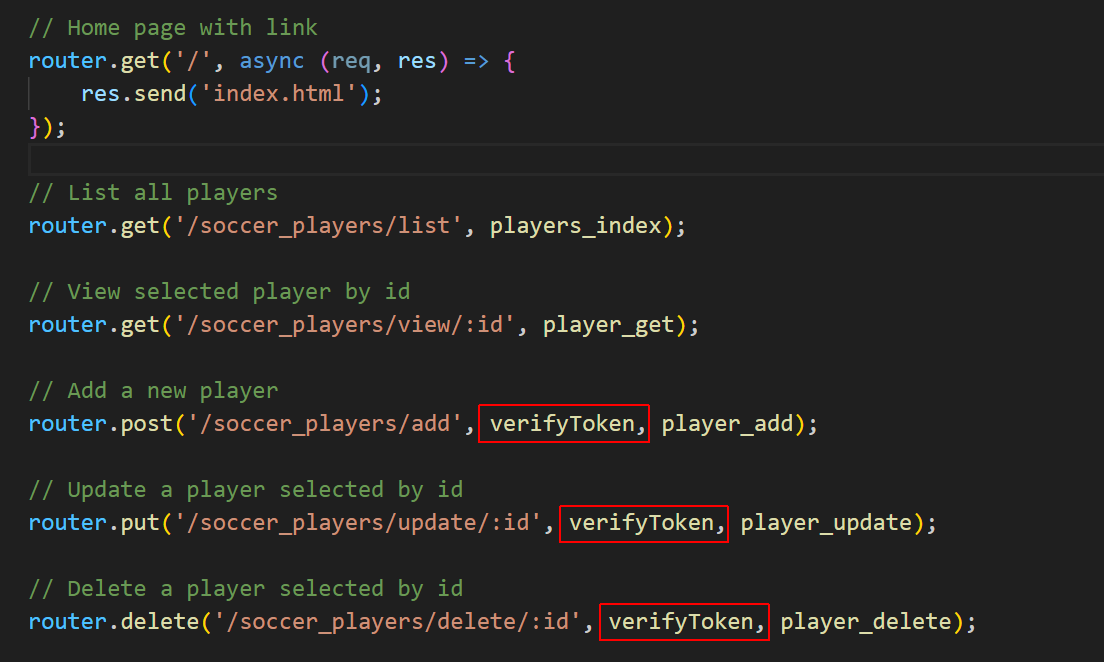 // Home page with link
router.get('/', async (req, res) => {
    res.send('index.html');
});
// List all players
router.get('/soccer_players/list', players_index);
// View selected player by id
router.get('/soccer_players/view/:id', player_get);
// Add a new player
router.post('/soccer_players/add', verifyToken, player_add);
// Update a player selected by id
router.put('/soccer_players/update/:id', verifyToken, player_update);
// Delete a player selected by id
router.delete('/soccer_players/delete/:id', verifyToken, player_delete);